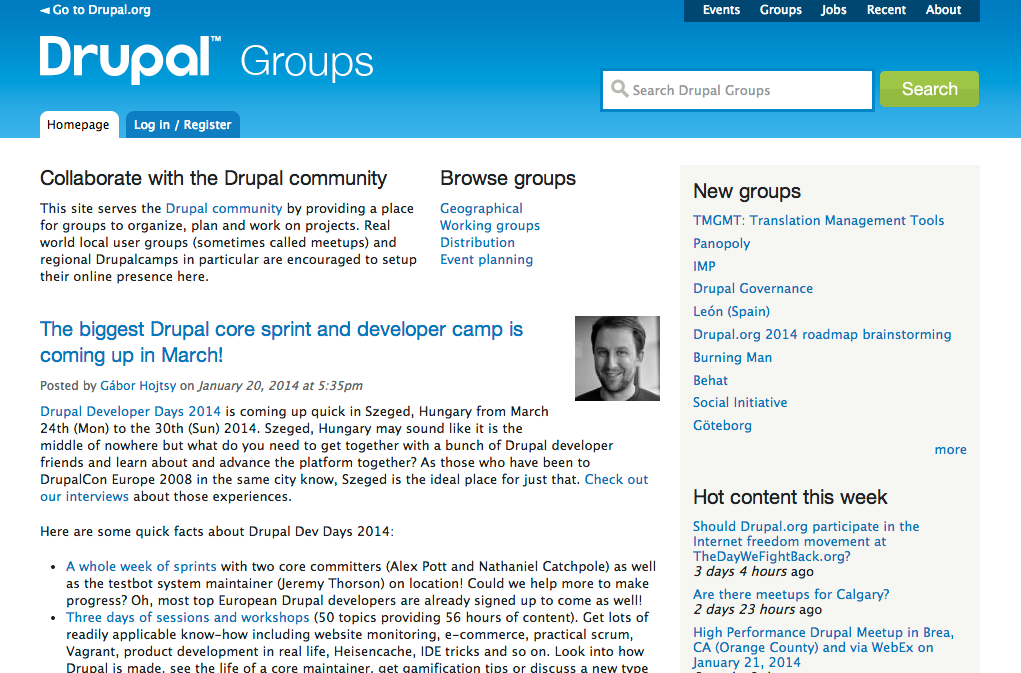 ◄ Go to Drupal.org
Events Groups Jobs Recent About
Drupal™ Groups
Search Drupal Groups
Search
Homepage
Log in / Register
Collaborate with the Drupal community
This site serves the Drupal community by providing a place
for groups to organize, plan and work on projects. Real
world local user groups (sometimes called meetups) and
regional Drupalcamps in particular are encouraged to setup
their online presence here.
Browse groups
Geographical
Working groups
Distribution
Event planning
The biggest Drupal core sprint and developer camp is
coming up in March!
Posted by Gábor Hojtsy on January 20, 2014 at 5:35pm
Drupal Developer Days 2014 is coming up quick in Szeged, Hungary from March
24th (Mon) to the 30th (Sun) 2014. Szeged, Hungary may sound like it is the
middle of nowhere but what do you need to get together with a bunch of Drupal developer
friends and learn about and advance the platform together? As those who have been to
DrupalCon Europe 2008 in the same city know, Szeged is the ideal place for just that. Check out
our interviews about those experiences.
Here are some quick facts about Drupal Dev Days 2014:
• A whole week of sprints with two core committers (Alex Pott and Nathaniel Catchpole) as well
as the testbot system maintainer (Jeremy Thorson) on location! Could we help more to make
progress? Oh, most top European Drupal developers are already signed up to come as well!
• Three days of sessions and workshops (50 topics providing 56 hours of content). Get lots of
readily applicable know-how including website monitoring, e-commerce, practical scrum,
Vagrant, product development in real life, Heisencache, IDE tricks and so on. Look into how
Drupal is made, see the life of a core maintainer, get gamification tips or discuss a new type
New groups
TMGMT: Translation Management Tools
Panopoly
IMP
Drupal Governance
León (Spain)
Drupal.org 2014 roadmap brainstorming
Burning Man
Behat
Social Initiative
Göteborg
more
Hot content this week
Should Drupal.org participate in the
Internet freedom movement at
TheDayWeFightBack.org?
3 days 4 hours ago
Are there meetups for Calgary?
2 days 23 hours ago
High Performance Drupal Meetup in Brea,
CA (Orange County) and via WebEx on
January 21, 2014